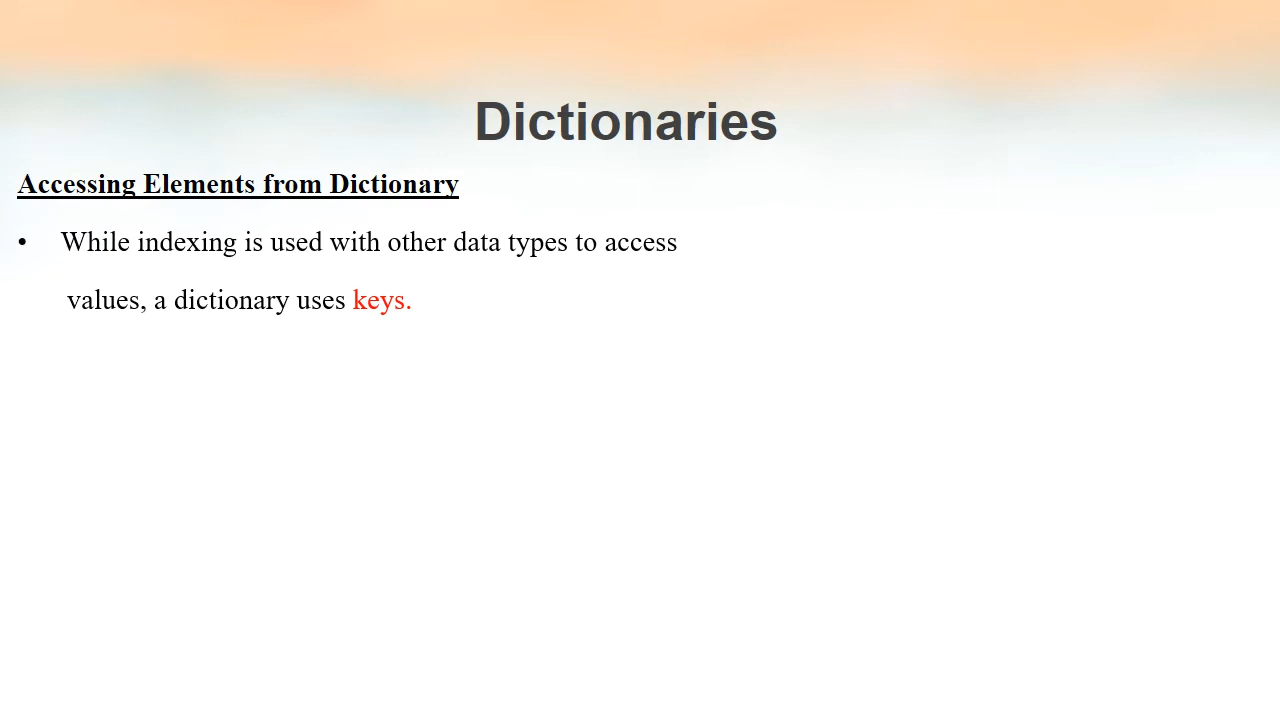 Dictionaries
Accessing Elements from Dictionary
• While indexing is used with other data types to access
values, a dictionary uses keys.